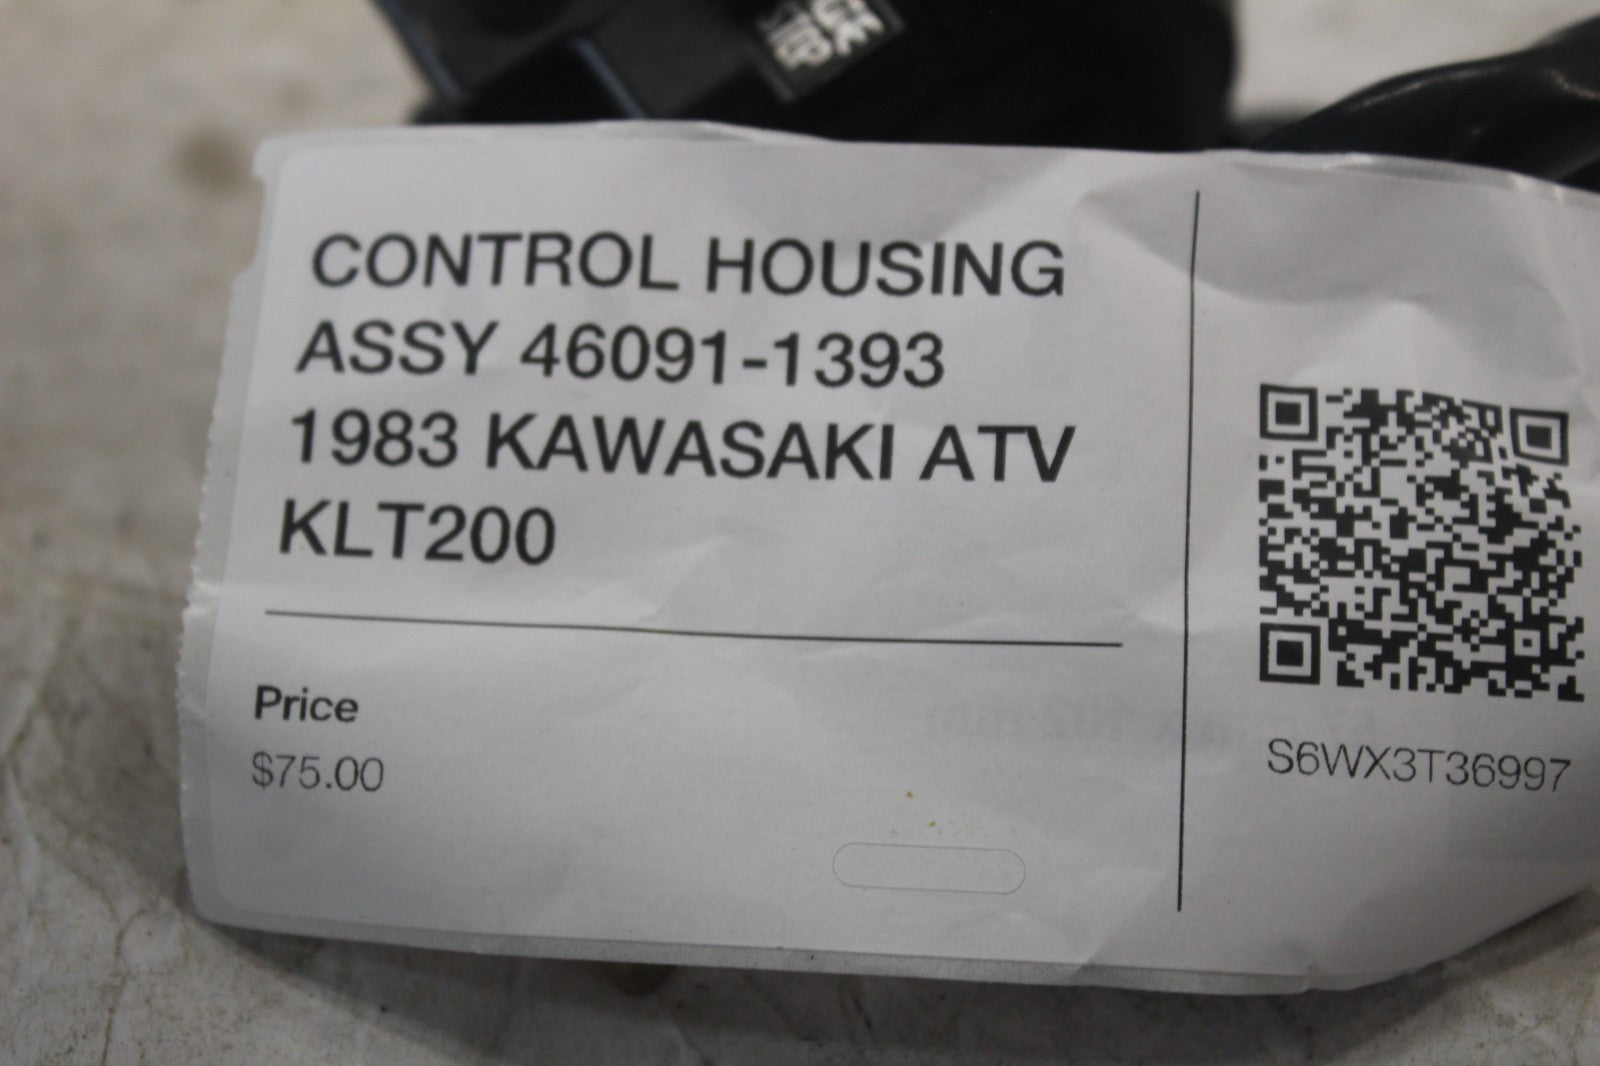 CONTROL HOUSING
ASSY 46091-1393
1983 KAWASAKI ATV
KLT200
Price
$75.00
S6WX3T36997